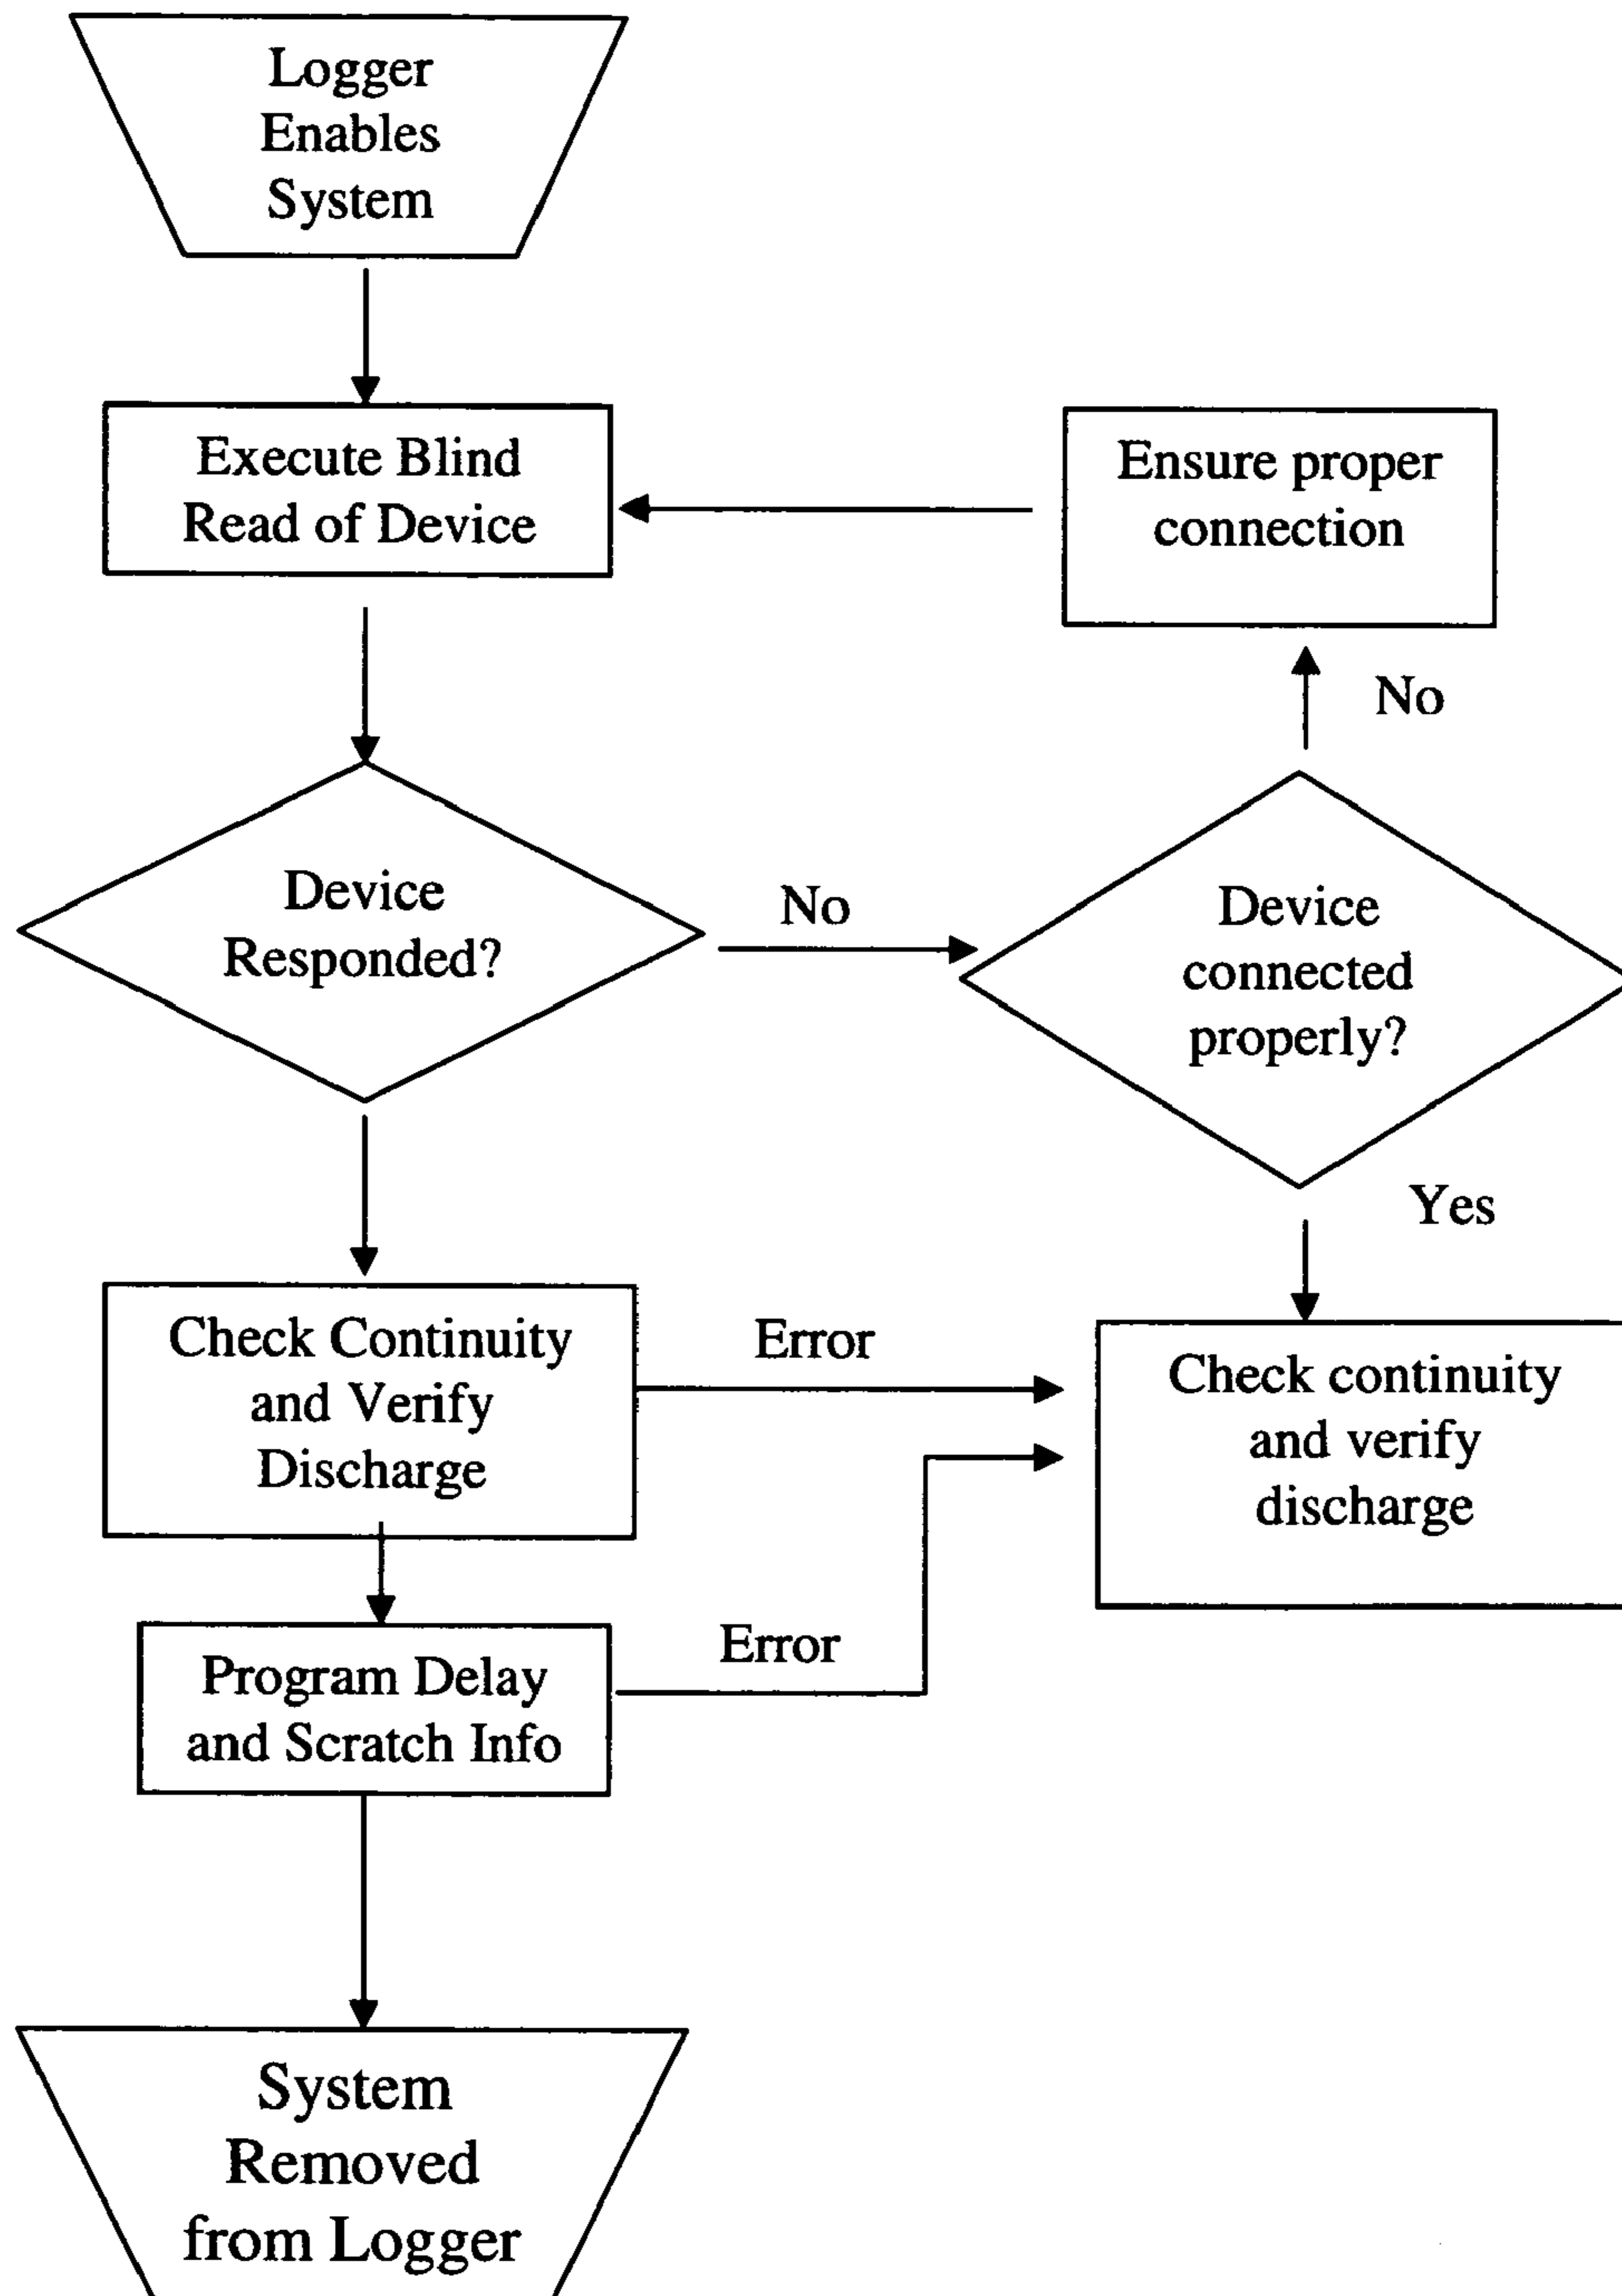 Logger
Enables
System
Execute Blind
Read of Device
Ensure proper
connection
No
Device
Responded?
No
Device
connected
properly?
Yes
Check Continuity
and Verify
Discharge
Error
Check continuity
and verify
discharge
Program Delay
and Scratch Info
Error
System
Removed
from Logger